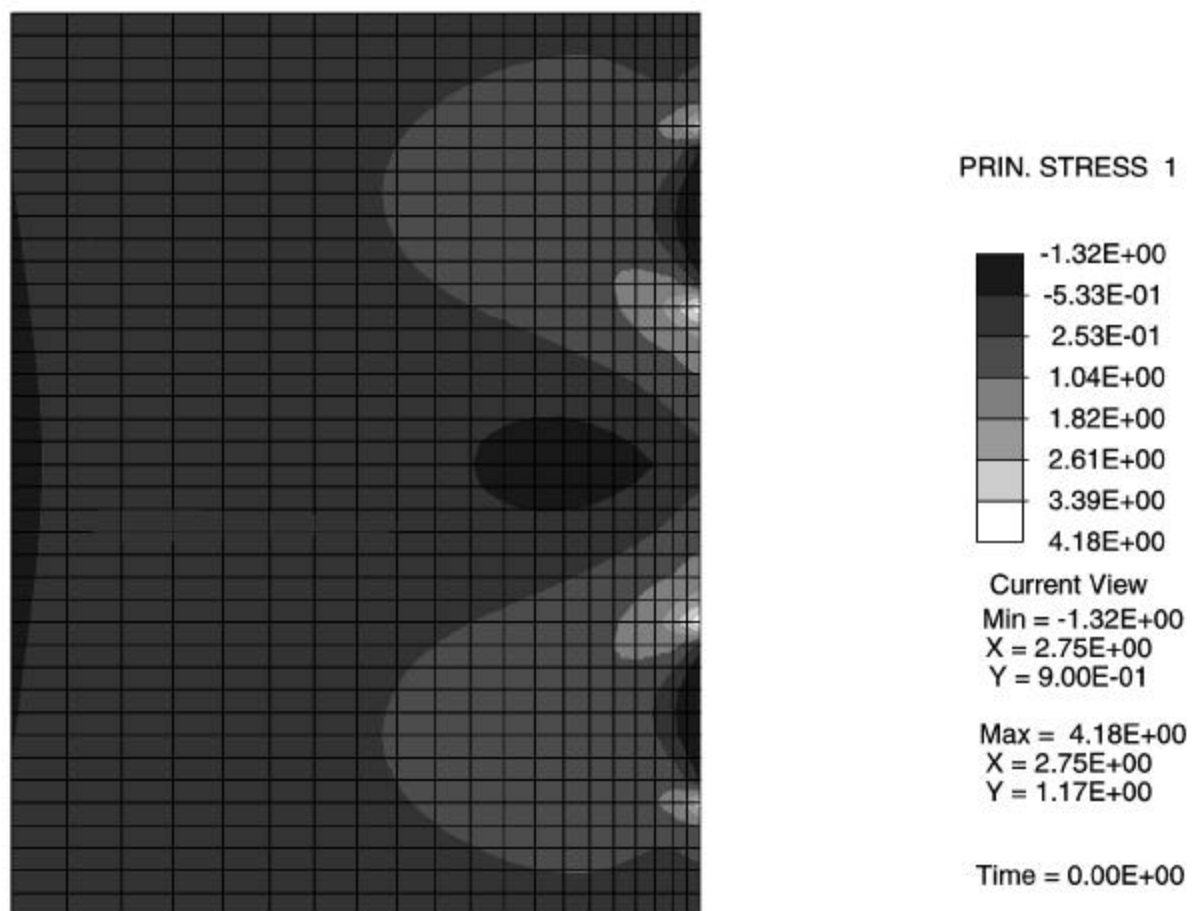 PRIN. STRESS 1
-1.32E+00
-5.33E-01
2.53E-01
1.04E+00
1.82E+00
2.61E+00
3.39E+00
4.18E+00
Current View
Min = -1.32E+00
X = 2.75E+00
Y = 9.00E-01
Max = 4.18E+00
X = 2.75E+00
Y = 1.17E+00
Time = 0.00E+00